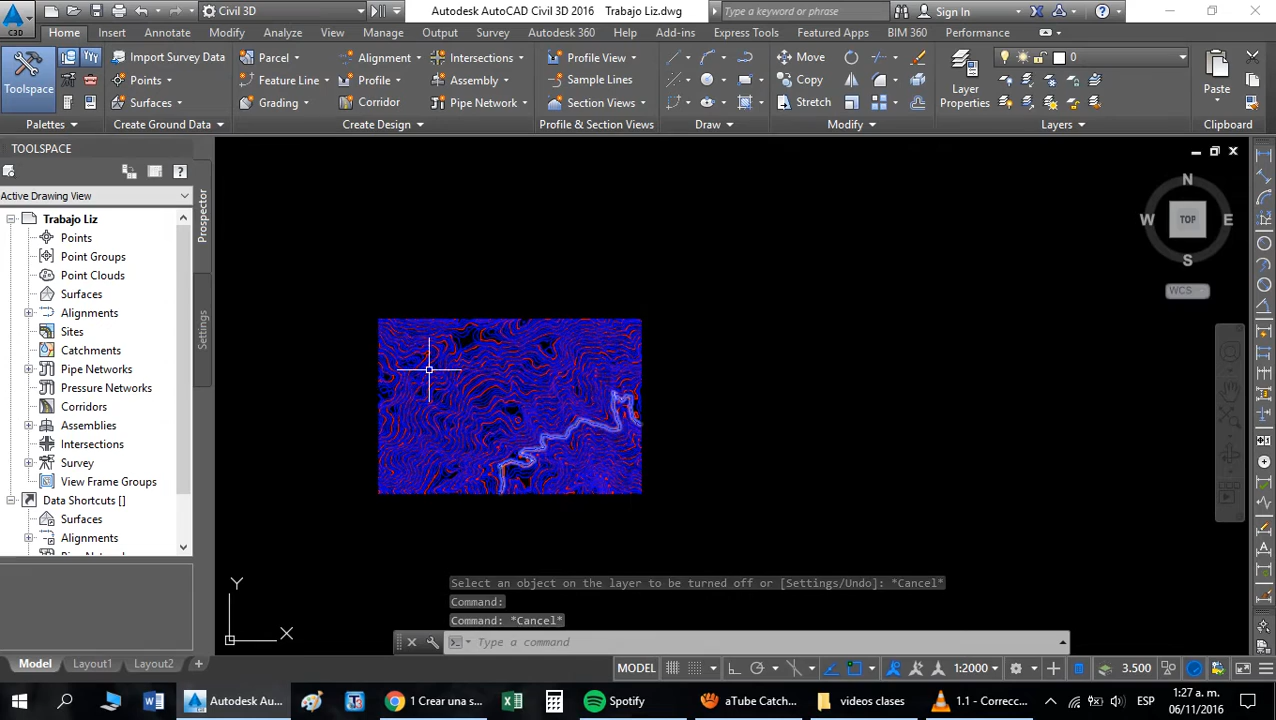 Civil 3D
Autodesk AutoCAD Civil 3D 2016 Trabajo Liz.dwg
Type a keyword or phrase
Sign In
C3D
Home Insert Annotate Modify Analyze View Manage Output Survey Autodesk 360 Help Add-ins Express Tools Featured Apps BIM 360 Performance
Toolspace
Import Survey Data
Points
Surfaces
Parcel
Feature Line
Grading
Alignment
Profile
Corridor
Intersections
Assembly
Pipe Network
Profile View
Sample Lines
Section Views
Move
Copy
Stretch
Layer
Properties
0
Paste
Palettes Create Ground Data Create Design Profile & Section Views Draw Modify Layers Clipboard
TOOLSPACE
Active Drawing View
Trabajo Liz
Points
Point Groups
Point Clouds
Surfaces
Alignments
Sites
Catchments
Pipe Networks
Pressure Networks
Corridors
Assemblies
Intersections
Survey
View Frame Groups
Data Shortcuts []
Surfaces
Alignments
Prospector
Settings
N
W TOP E
S
WCS
Y
X
Select an object on the layer to be turned off or [Settings/Undo]: *Cancel*
Command:
Command: *Cancel*
Type a command
Model Layout1 Layout2 +
MODEL
1:2000
3.500
Autodesk Au...
1 Crear una s...
Spotify
aTube Catch...
videos clases
1.1 - Correcc...
ESP
1:27 a. m.
06/11/2016